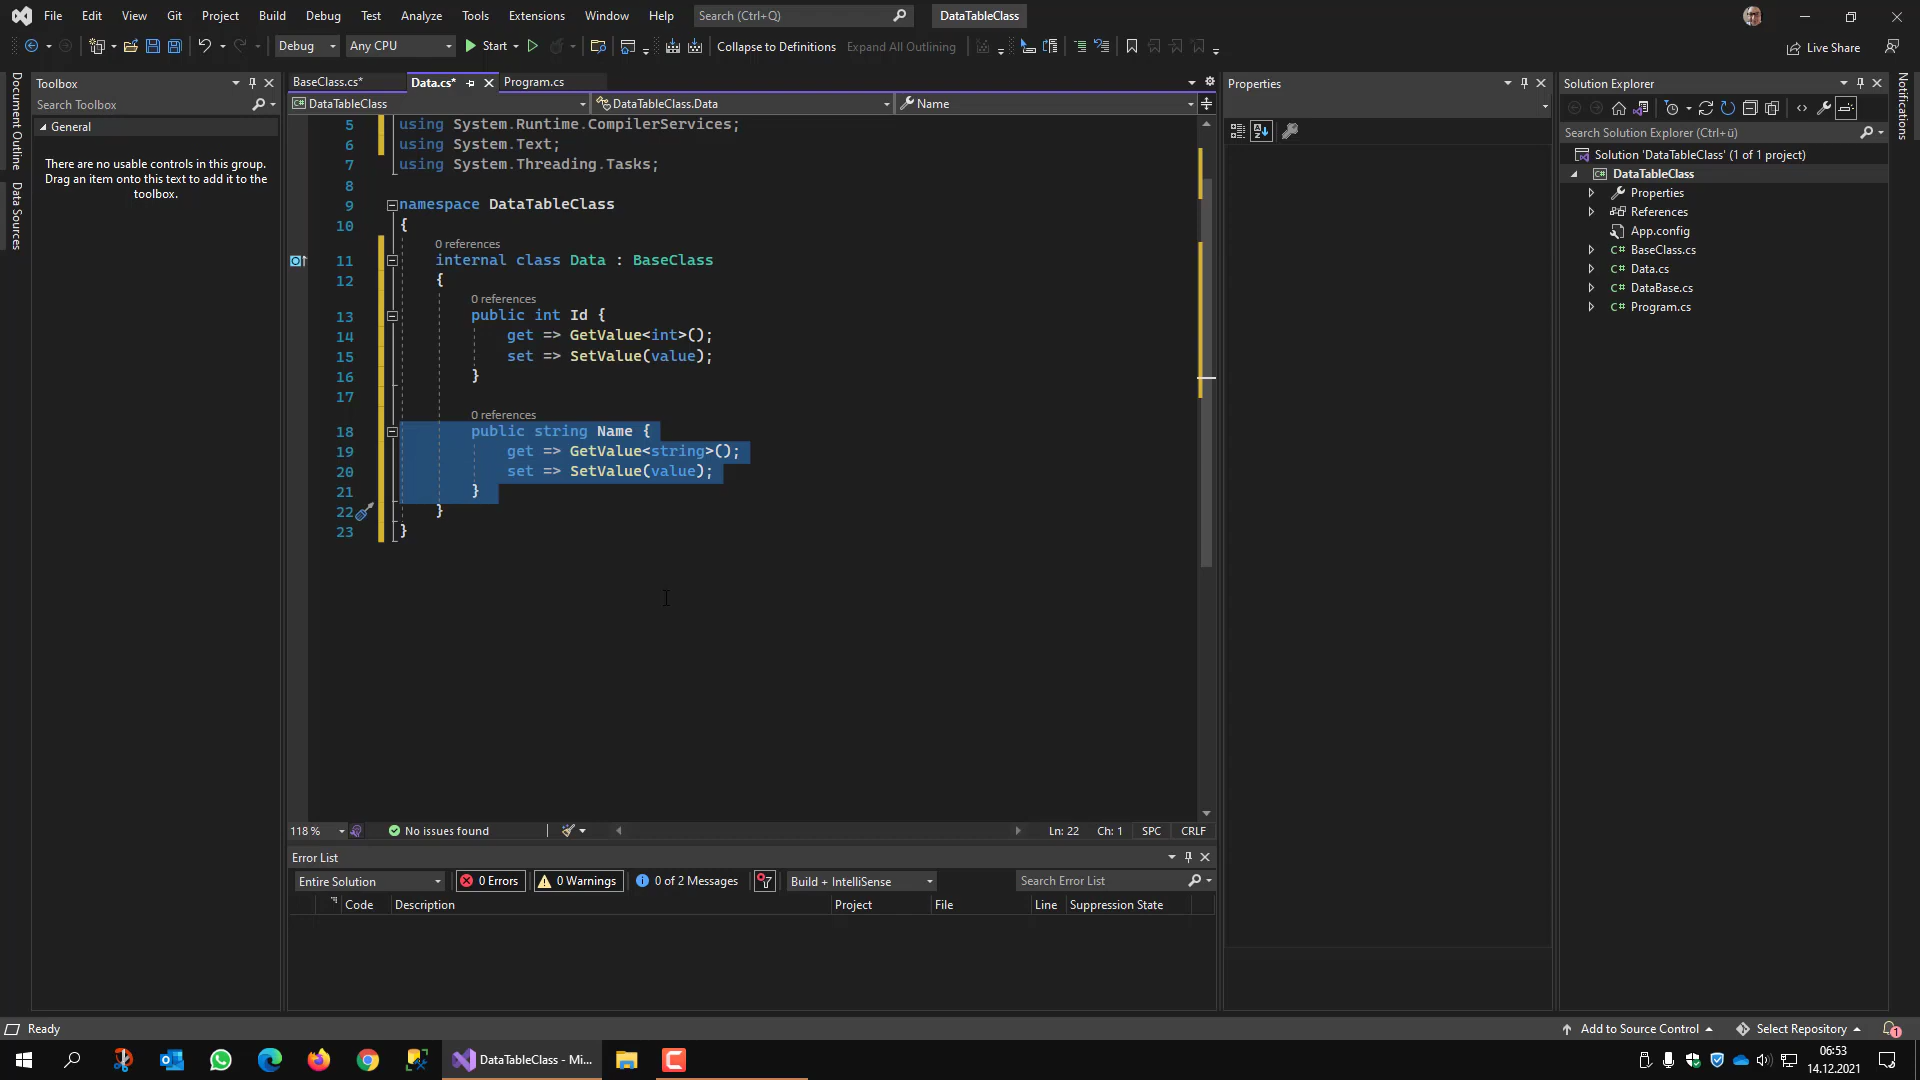 File Edit View Git Project Build Debug Test Analyze Tools Extensions Window Help Search (Ctrl+Q) DataTableClass
Debug Any CPU Start Collapse to Definitions Expand All Outlining Live Share
Document Outline
Data Sources
Toolbox
Search Toolbox
General
There are no usable controls in this group.
Drag an item onto this text to add it to the
toolbox.
BaseClass.cs* Data.cs* Program.cs
DataTableClass DataTableClass.Data Name
5 using System.Runtime.CompilerServices;
6 using System.Text;
7 using System.Threading.Tasks;
8
9 namespace DataTableClass
10 {
0 references
11 internal class Data : BaseClass
12 {
0 references
13 public int Id {
14 get => GetValue<int>();
15 set => SetValue(value);
16 }
17
0 references
18 public string Name {
19 get => GetValue<string>();
20 set => SetValue(value);
21 }
22 }
23 }
118 % No issues found Ln: 22 Ch: 1 SPC CRLF
Error List
Entire Solution 0 Errors 0 Warnings 0 of 2 Messages Build + IntelliSense Search Error List
Code Description Project File Line Suppression State
Properties
Solution Explorer
Search Solution Explorer (Ctrl+ü)
Solution 'DataTableClass' (1 of 1 project)
C# DataTableClass
Properties
References
App.config
C# BaseClass.cs
C# Data.cs
C# DataBase.cs
C# Program.cs
Notifications
Ready Add to Source Control Select Repository 1
DataTableClass - Mi... 06:53
14.12.2021